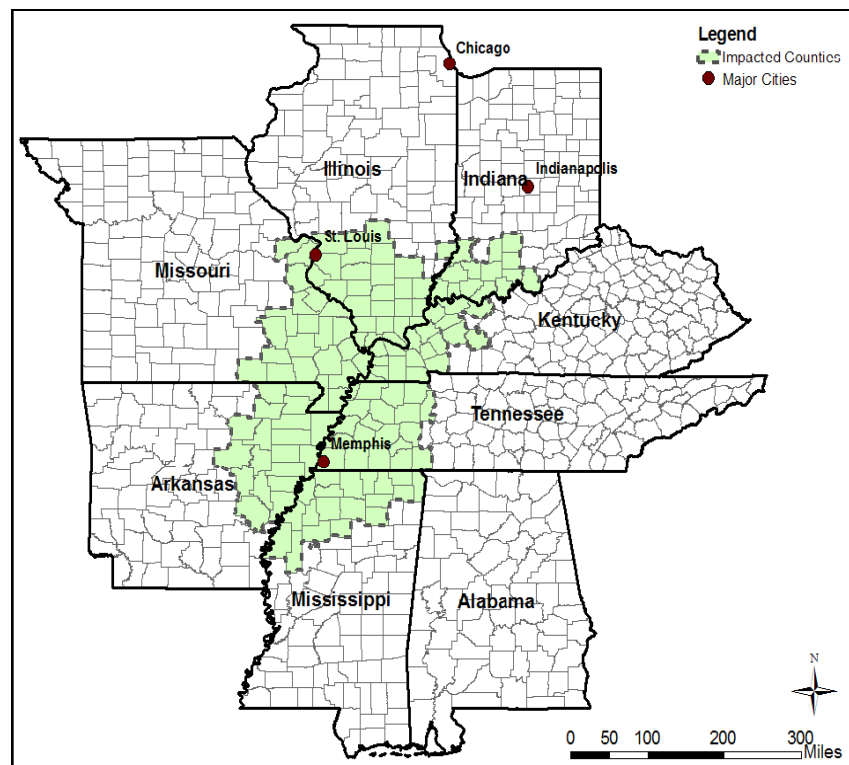 Legend
Impacted Counties
Major Cities
Chicago
Illinois
Indiana
Indianapolis
St. Louis
Missouri
Kentucky
Tennessee
Memphis
Arkansas
Mississippi
Alabama
N
0 50 100 200 300
Miles